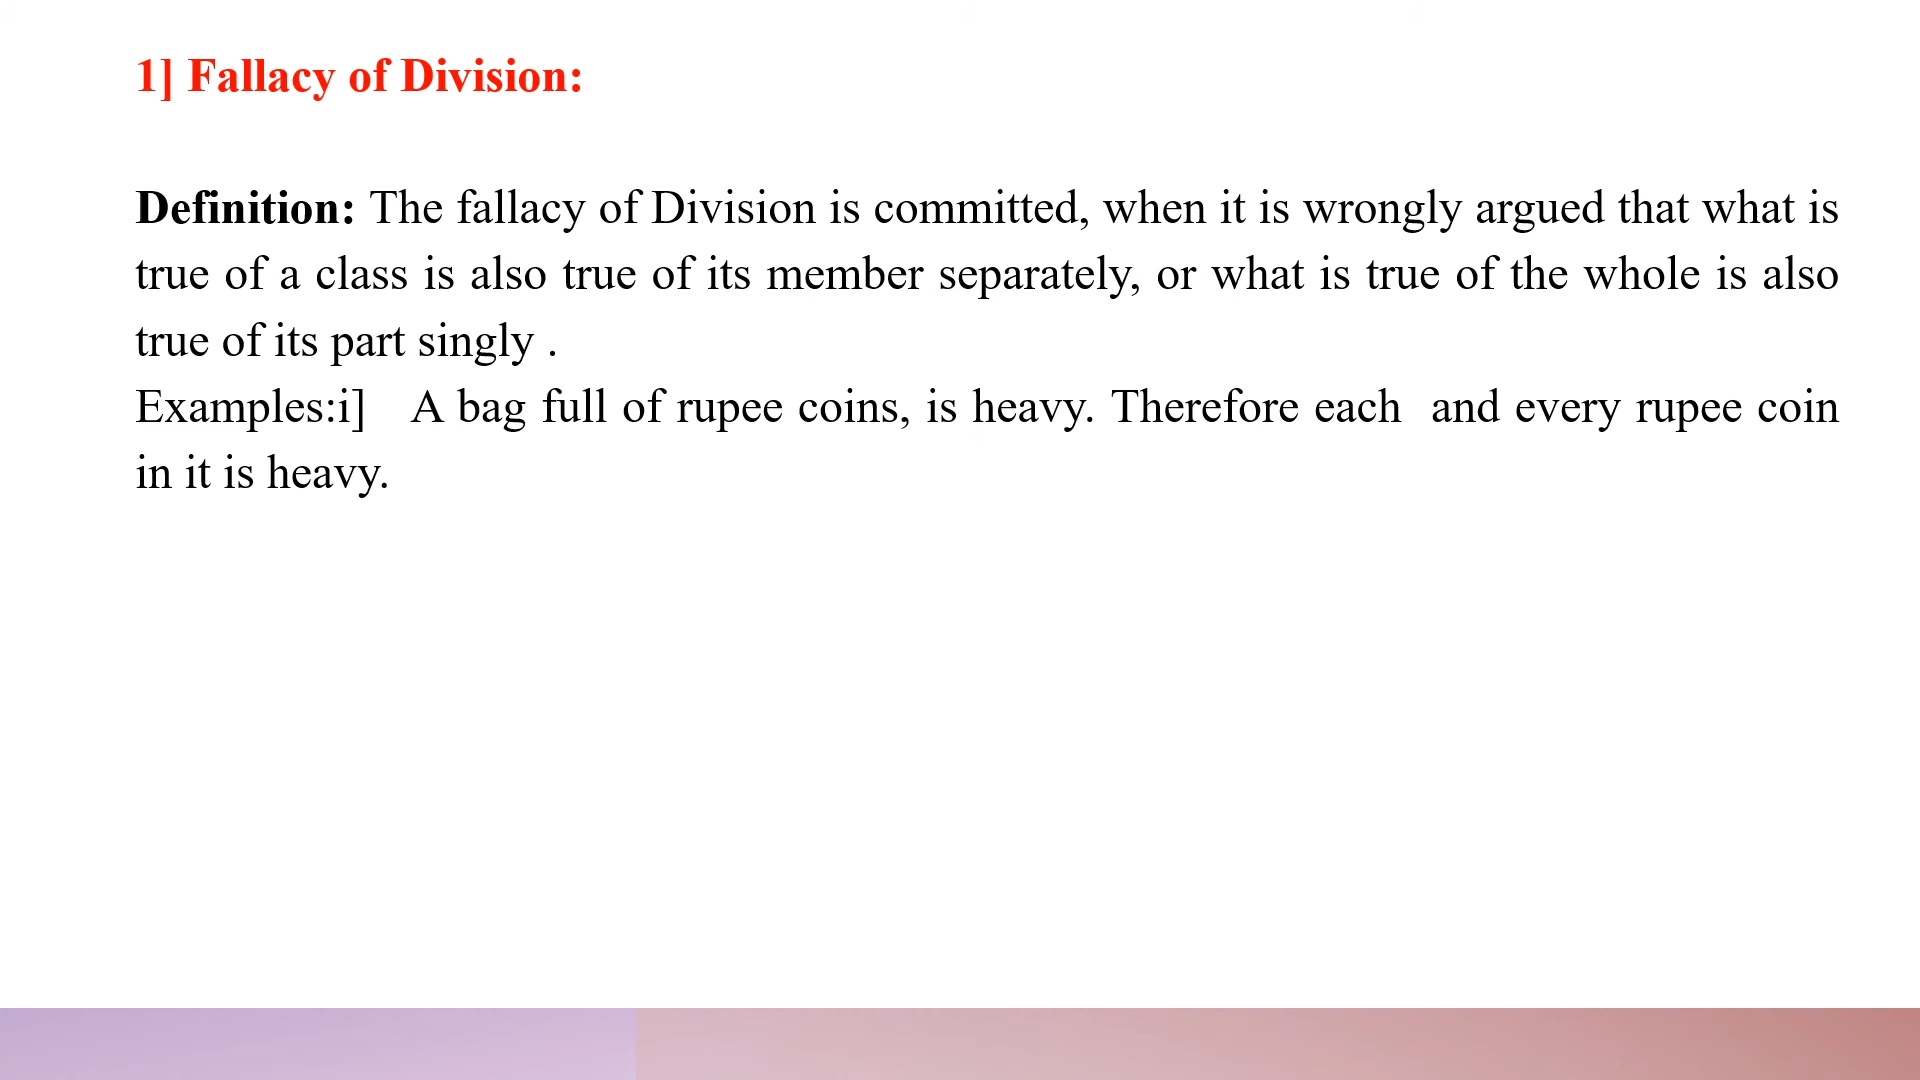 1] Fallacy of Division:
Definition: The fallacy of Division is committed, when it is wrongly argued that what is
true of a class is also true of its member separately, or what is true of the whole is also
true of its part singly .
Examples:i] A bag full of rupee coins, is heavy. Therefore each and every rupee coin
in it is heavy.